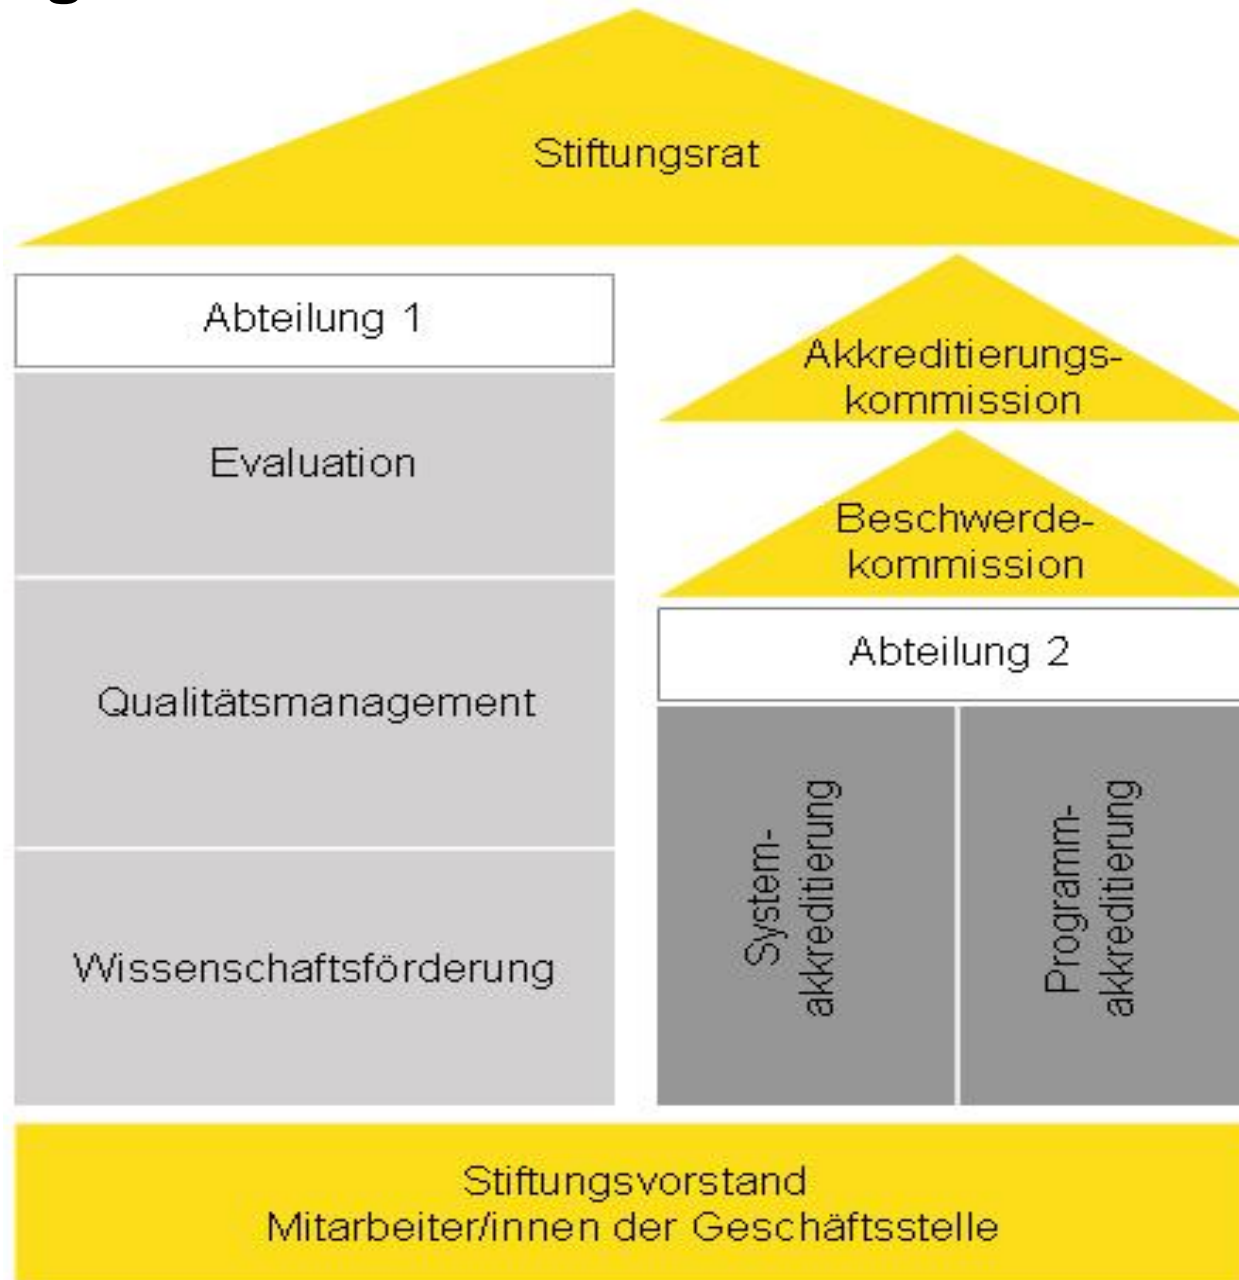 Stiftungsrat
Abteilung 1
Evaluation
Qualitätsmanagement
Wissenschaftsförderung
Akkreditierungs-
kommission
Beschwerde-
kommission
Abteilung 2
System-
akkreditierung
Programm-
akkreditierung
Stiftungsvorstand
Mitarbeiter/innen der Geschäftsstelle